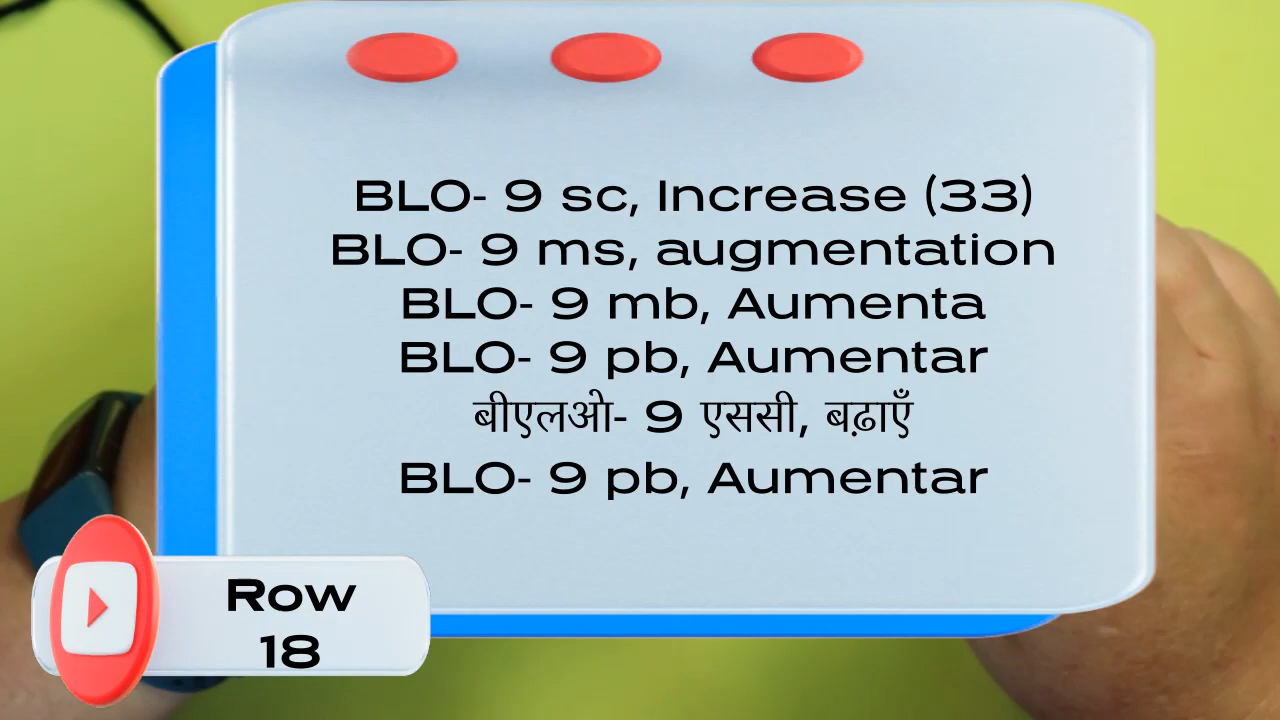 BLO- 9 sc, Increase (33)
BLO- 9 ms, augmentation
BLO- 9 mb, Aumenta
BLO- 9 pb, Aumentar
बीएलओ- 9 एससी, बढ़ाएँ
BLO- 9 pb, Aumentar
Row
18